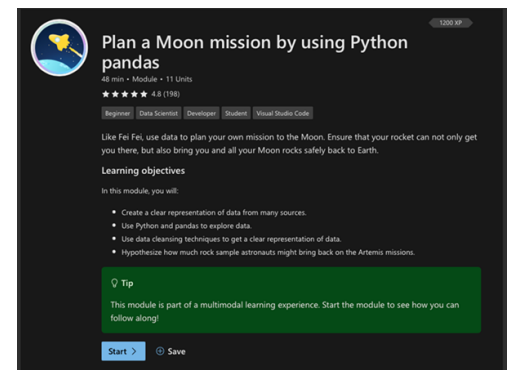 1200 XP
Plan a Moon mission by using Python
pandas
48 min • Module • 11 Units
★★★★★ 4.8 (198)
Beginner Data Scientist Developer Student Visual Studio Code
Like Fei Fei, use data to plan your own mission to the Moon. Ensure that your rocket can not only get
you there, but also bring you and all your Moon rocks safely back to Earth.
Learning objectives
In this module, you will:
• Create a clear representation of data from many sources.
• Use Python and pandas to explore data.
• Use data cleansing techniques to get a clear representation of data.
• Hypothesize how much rock sample astronauts might bring back on the Artemis missions.
Tip
This module is part of a multimodal learning experience. Start the module to see how you can
follow along!
Start > Save